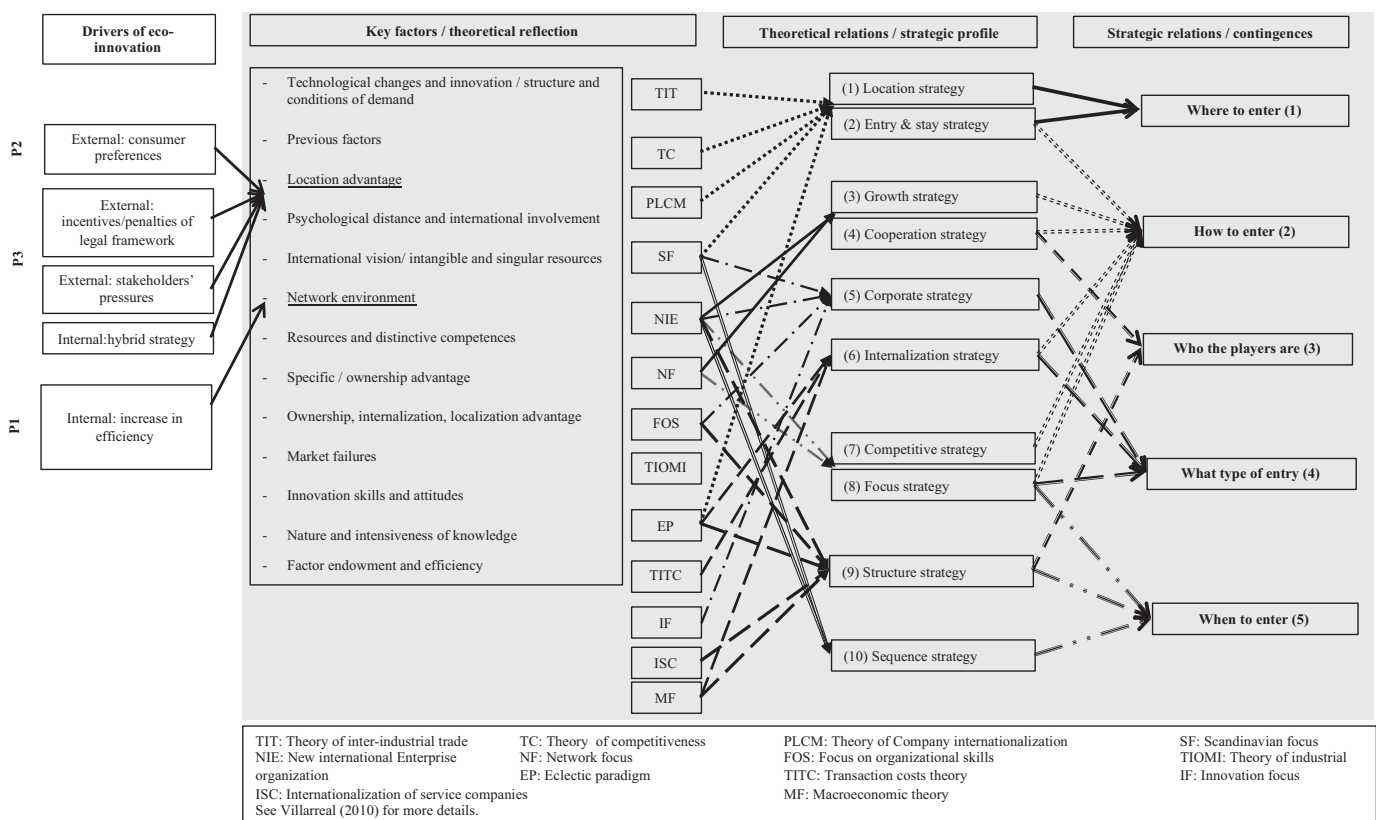 Drivers of eco-
innovation
Key factors / theoretical reflection
Theoretical relations / strategic profile
Strategic relations / contingences
P2
P3
P1
External: consumer
preferences
External:
incentives/penalties of
legal framework
External: stakeholders'
pressures
Internal:hybrid strategy
Internal: increase in
efficiency
- Technological changes and innovation / structure and
conditions of demand
- Previous factors
- Location advantage
- Psychological distance and international involvement
- International vision/ intangible and singular resources
- Network environment
- Resources and distinctive competences
- Specific / ownership advantage
- Ownership, internalization, localization advantage
- Market failures
- Innovation skills and attitudes
- Nature and intensiveness of knowledge
- Factor endowment and efficiency
TIT
TC
PLCM
SF
NIE
NF
FOS
TIOMI
EP
TITC
IF
ISC
MF
(1) Location strategy
(2) Entry & stay strategy
(3) Growth strategy
(4) Cooperation strategy
(5) Corporate strategy
(6) Internalization strategy
(7) Competitive strategy
(8) Focus strategy
(9) Structure strategy
(10) Sequence strategy
Where to enter (1)
How to enter (2)
Who the players are (3)
What type of entry (4)
When to enter (5)
TIT: Theory of inter-industrial trade
NIE: New international Enterprise
organization
ISC: Internationalization of service companies
See Villarreal (2010) for more details.
TC: Theory of competitiveness
NF: Network focus
EP: Eclectic paradigm
PLCM: Theory of Company internationalization
FOS: Focus on organizational skills
TITC: Transaction costs theory
MF: Macroeconomic theory
SF: Scandinavian focus
TIOMI: Theory of industrial
IF: Innovation focus